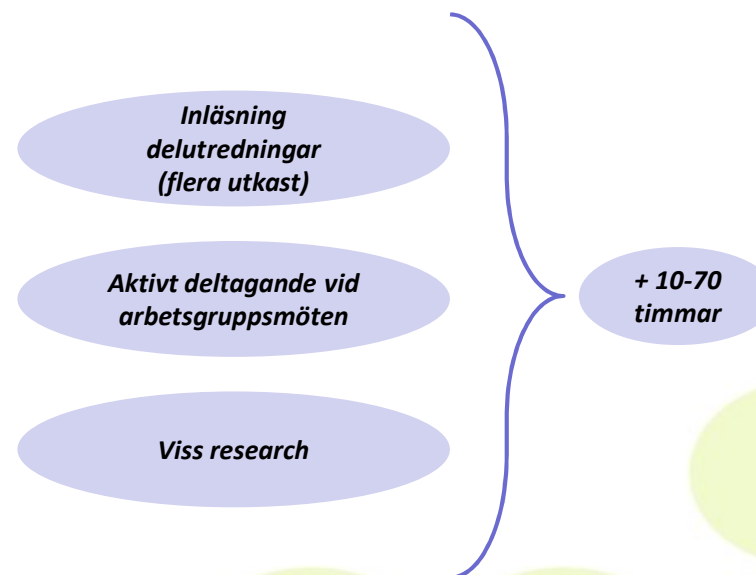 Inläsning
delutredningar
(flera utkast)
Aktivt deltagande vid
arbetsgruppsmöten
Viss research
+ 10-70
timmar